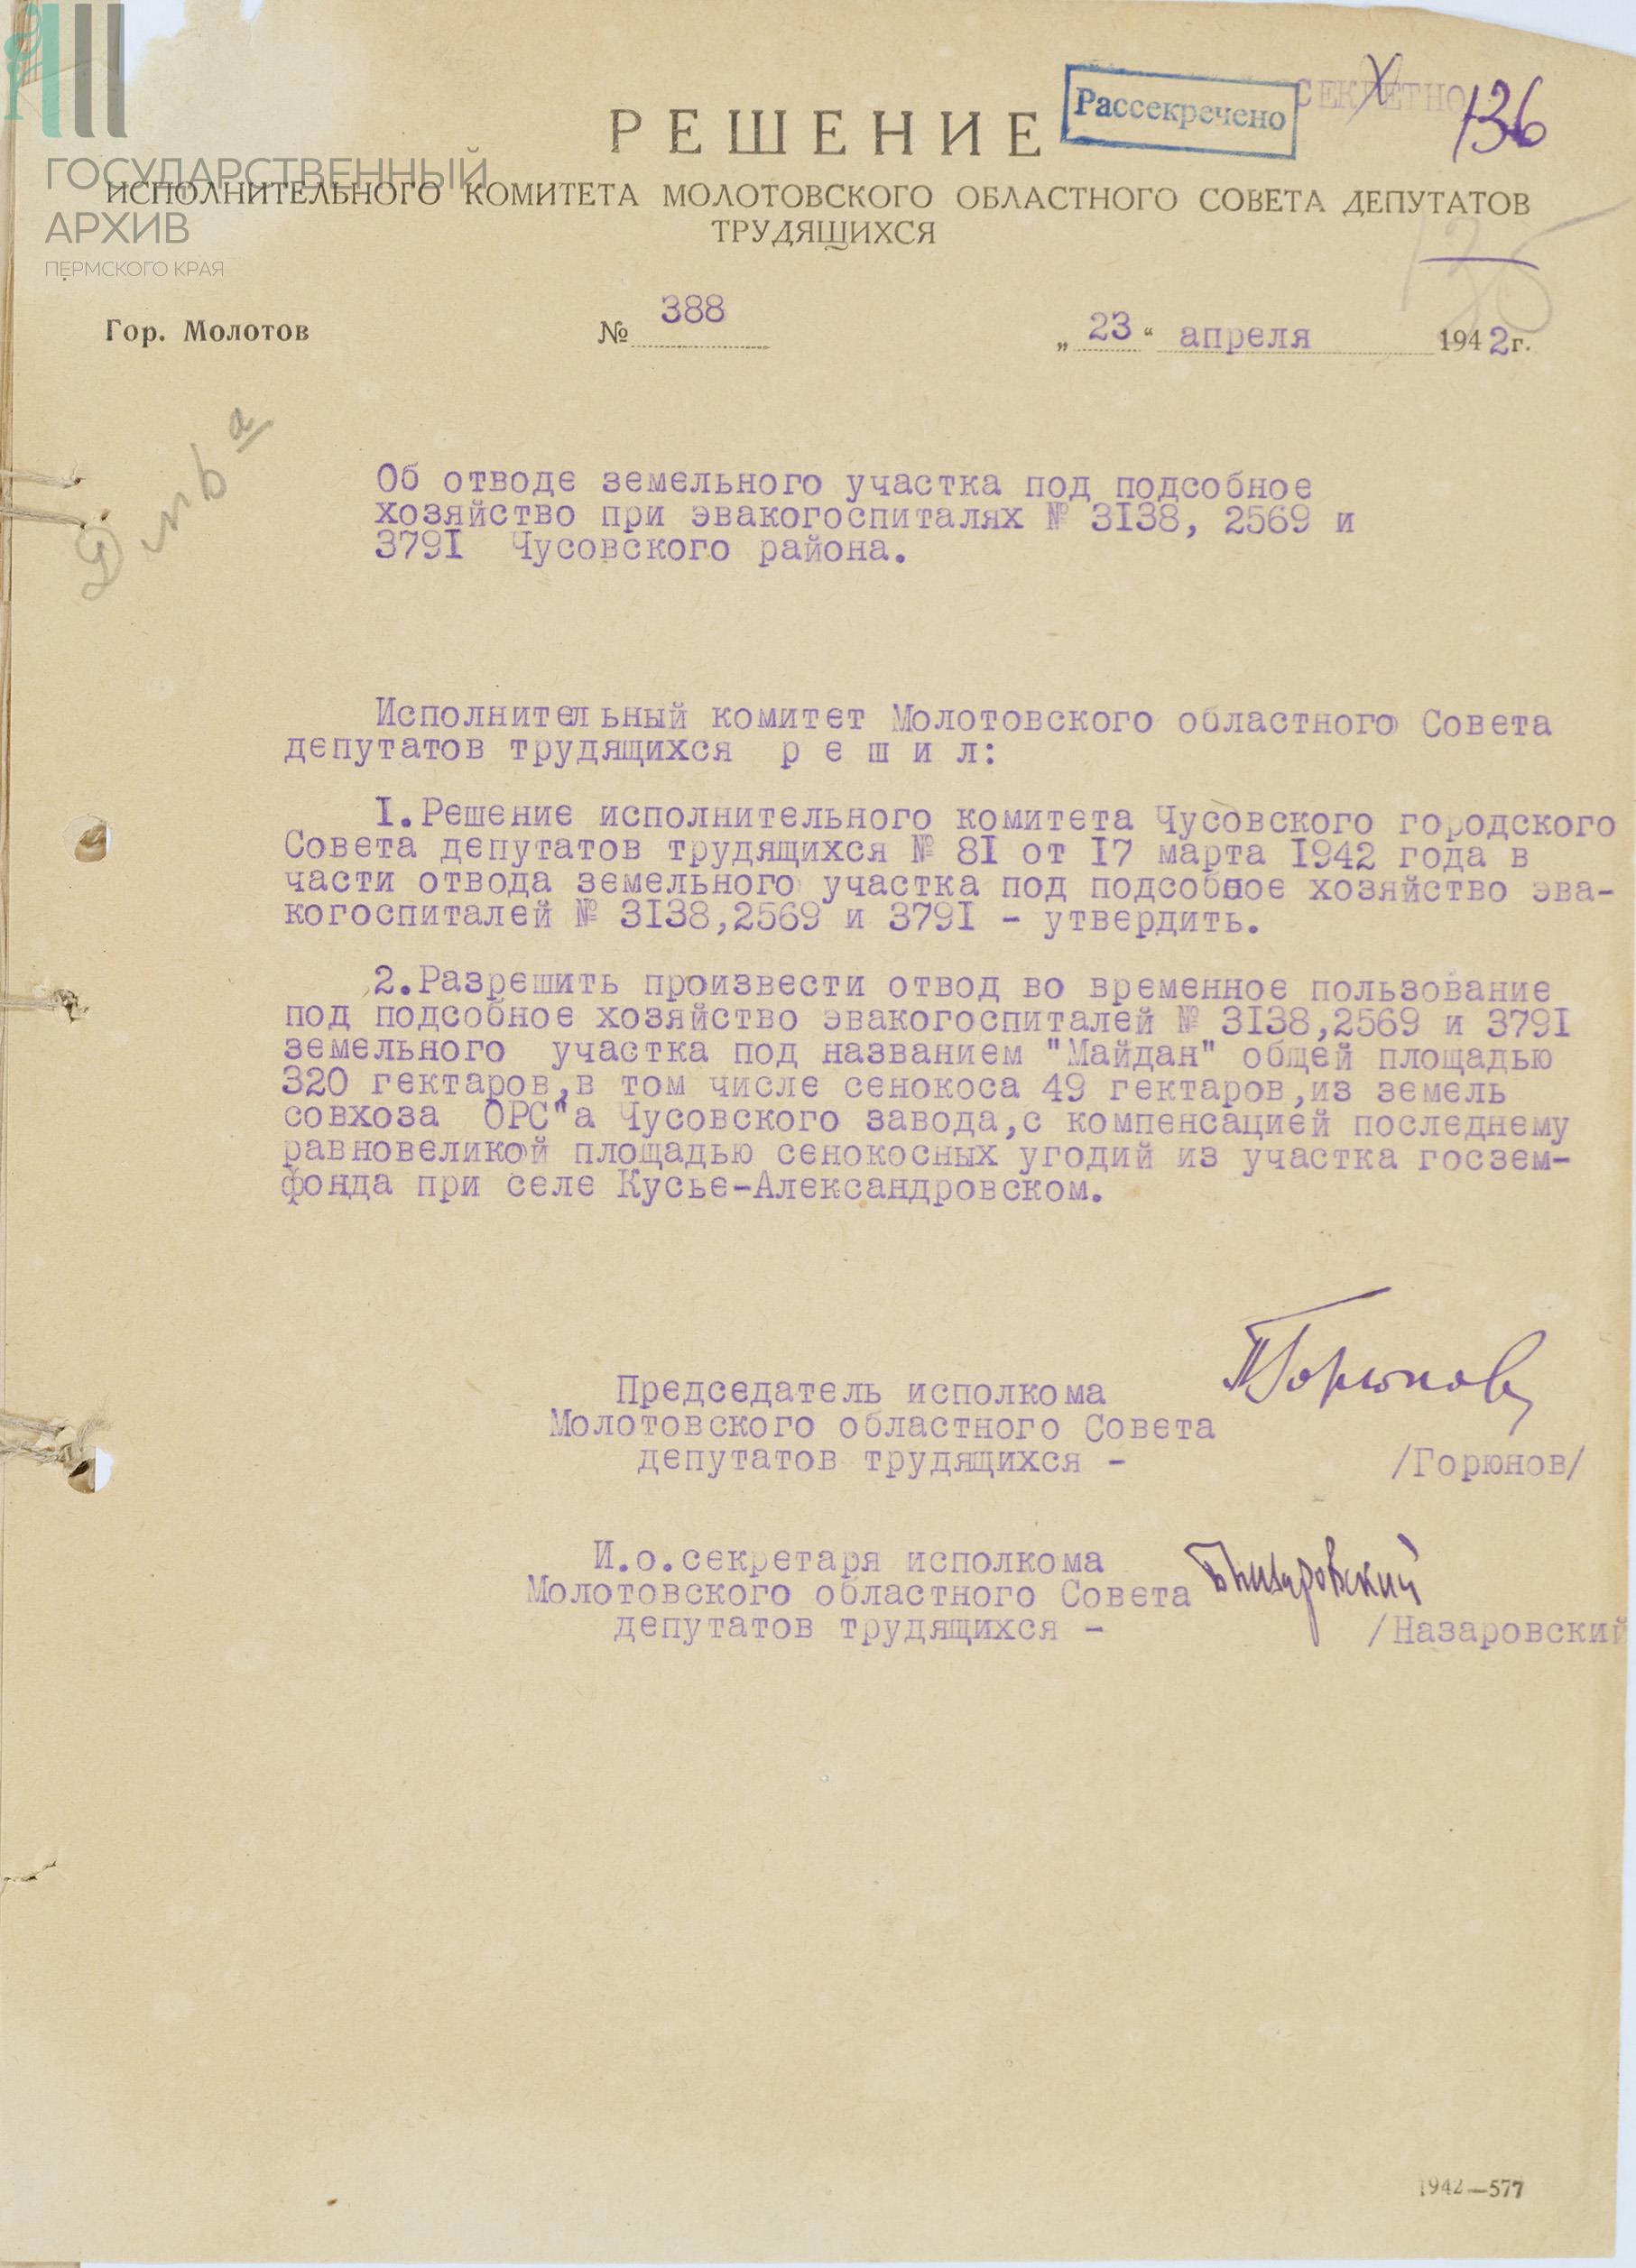 Рассекречено
СЕКРЕТНО
136
РЕШЕНИЕ
ГОСУДАРСТВЕННЫЙ
АРХИВ
ПЕРМСКОГО КРАЯ
ИСПОЛНИТЕЛЬНОГО КОМИТЕТА МОЛОТОВСКОГО ОБЛАСТНОГО СОВЕТА ДЕПУТАТОВ
ТРУДЯЩИХСЯ
Гор. Молотов № 388 „23“ апреля 1942г.
Об отводе земельного участка под подсобное
хозяйство при эвакогоспиталях № 3138, 2569 и
3791 Чусовского района.
Исполнительный комитет Молотовского областного Совета
депутатов трудящихся р е ш и л:
1.Решение исполнительного комитета Чусовского городского
Совета депутатов трудящихся № 81 от 17 марта 1942 года в
части отвода земельного участка под подсобное хозяйство эва-
когоспиталей № 3138,2569 и 3791 - утвердить.
2.Разрешить произвести отвод во временное пользование
под подсобное хозяйство эвакогоспиталей № 3138,2569 и 3791
земельного участка под названием "Майдан" общей площадью
320 гектаров,в том числе сенокоса 49 гектаров,из земель
совхоза ОРС"а Чусовского завода,с компенсацией последнему
равновеликой площадью сенокосных угодий из участка госзем-
фонда при селе Кусье-Александровском.
Председатель исполкома
Молотовского областного Совета
депутатов трудящихся - /Горюнов/
И.о.секретаря исполкома
Молотовского областного Совета
депутатов трудящихся - /Назаровский
1942—577